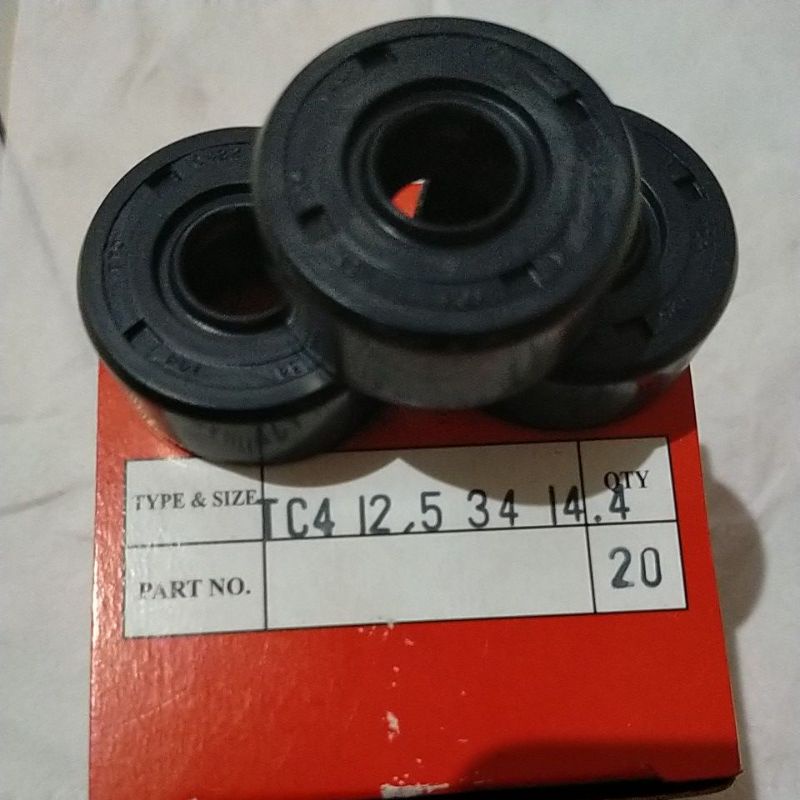 TYPE & SIZE TC4 12,5 34 14.4 QTY
PART NO. 20